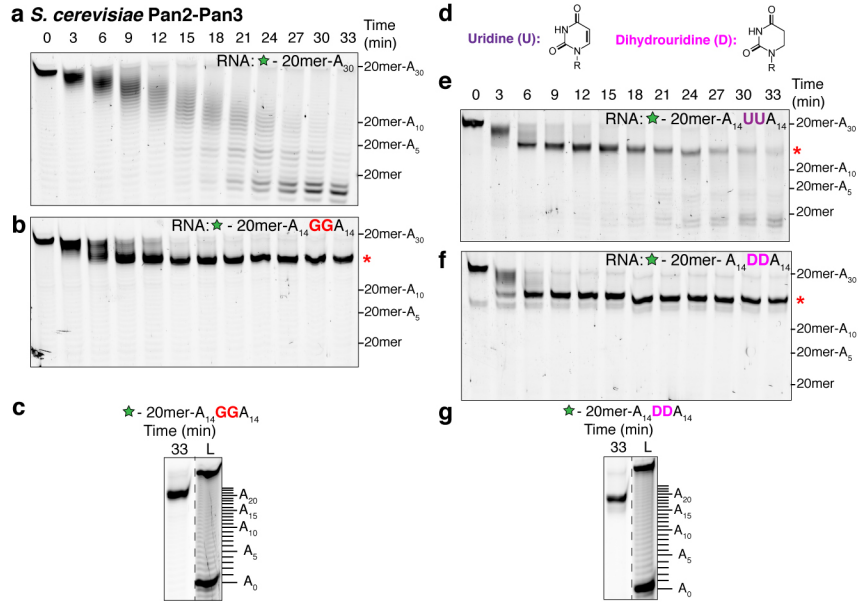 a S. cerevisiae Pan2-Pan3
Time
(min)
0 3 6 9 12 15 18 21 24 27 30 33
RNA: ★- 20mer-A30
20mer-A30
20mer-A10
20mer-A5
20mer
b
RNA: ★- 20mer-A14GGA14
20mer-A30
*
20mer-A10
20mer-A5
20mer
c
★- 20mer-A14GGA14
Time (min)
33 L
A20
A15
A10
A5
A0
d
Uridine (U):
O
HN
O
N
R
Dihydrouridine (D):
O
HN
O
N
R
e
Time
(min)
0 3 6 9 12 15 18 21 24 27 30 33
RNA: ★- 20mer-A14UUA14
20mer-A30
*
20mer-A10
20mer-A5
20mer
f
RNA: ★- 20mer- A14DDA14
20mer-A30
*
20mer-A10
20mer-A5
20mer
g
★- 20mer-A14DDA14
Time (min)
33 L
A20
A15
A10
A5
A0